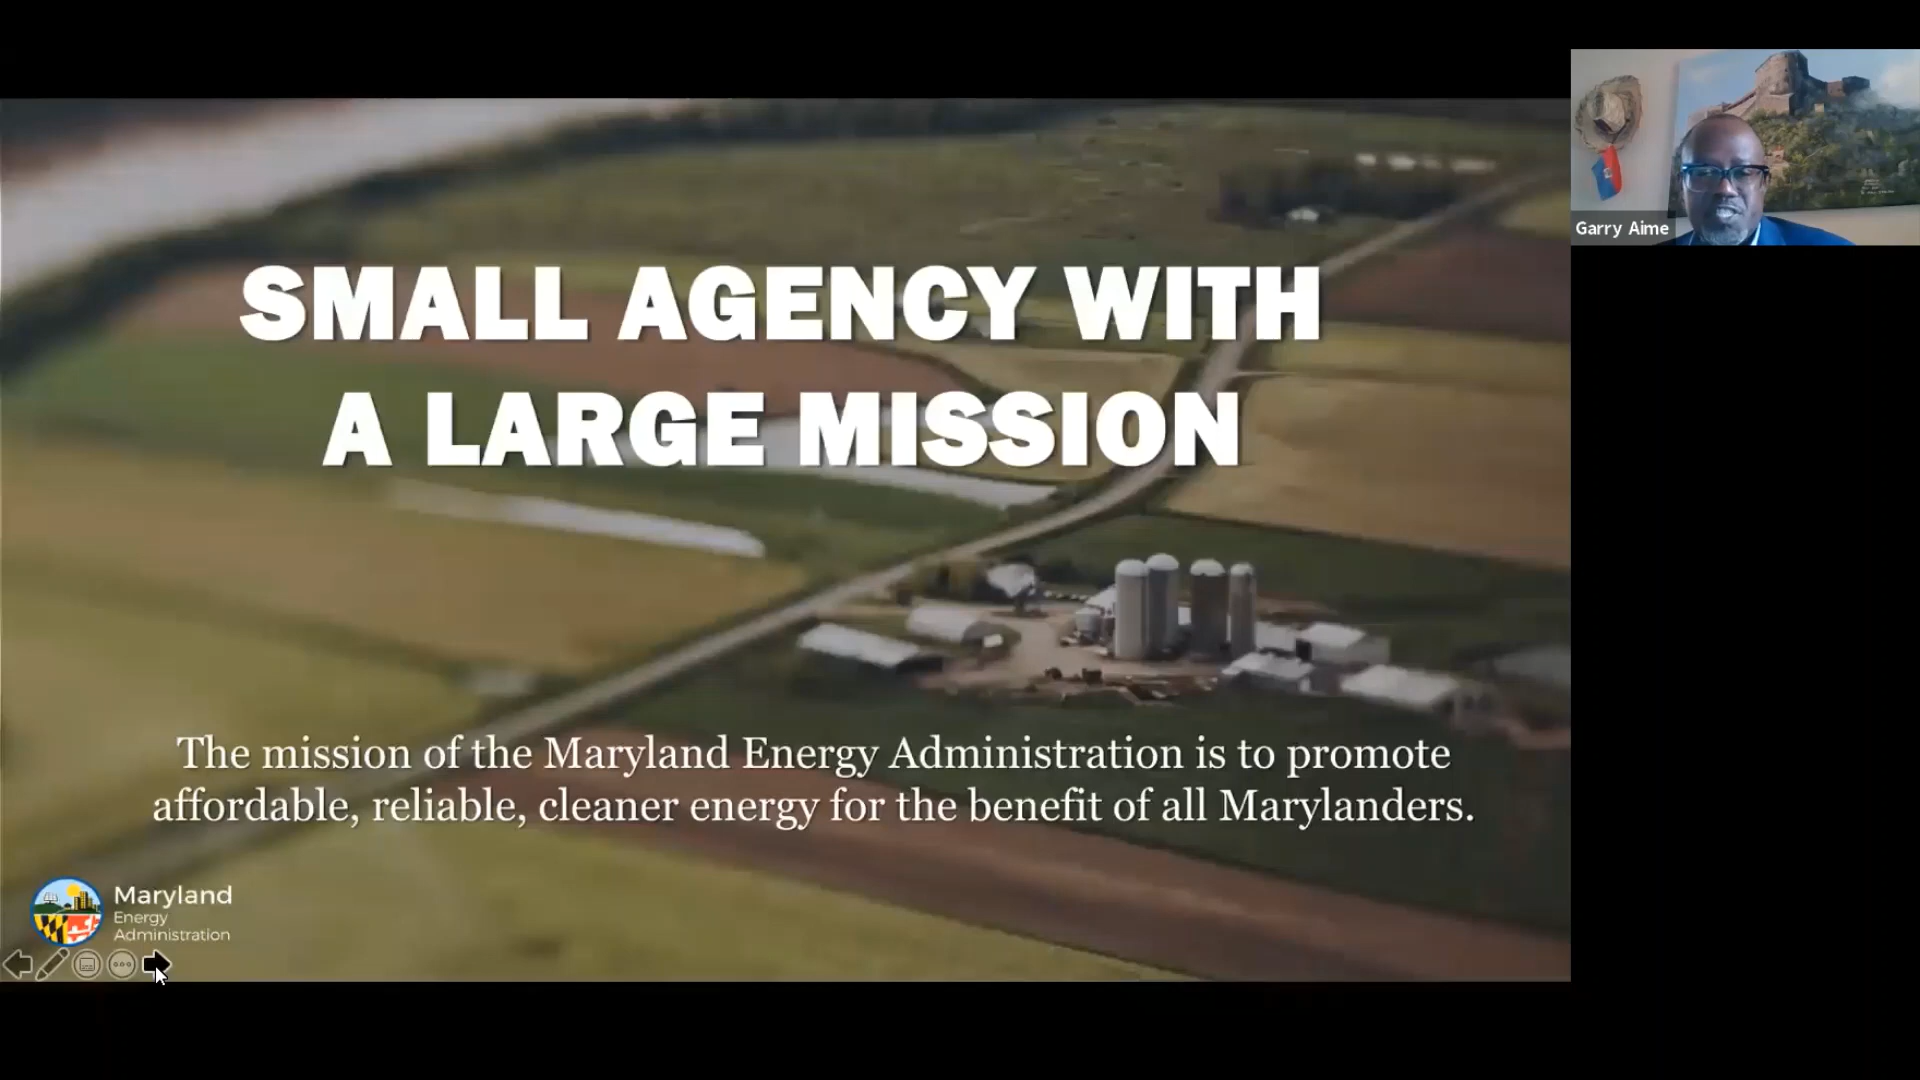 Garry Aime
SMALL AGENCY WITH
A LARGE MISSION
The mission of the Maryland Energy Administration is to promote
affordable, reliable, cleaner energy for the benefit of all Marylanders.
Maryland
Energy
Administration